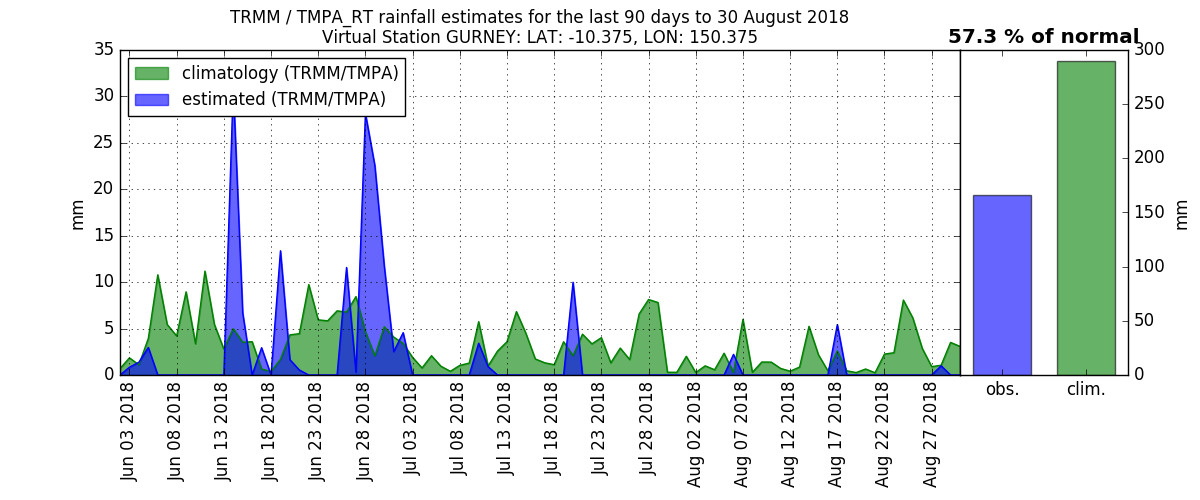 TRMM / TMPA_RT rainfall estimates for the last 90 days to 30 August 2018
Virtual Station GURNEY: LAT: -10.375, LON: 150.375
57.3 % of normal
climatology (TRMM/TMPA)
estimated (TRMM/TMPA)
mm
35
30
25
20
15
10
5
0
Jun 03 2018
Jun 08 2018
Jun 13 2018
Jun 18 2018
Jun 23 2018
Jun 28 2018
Jul 03 2018
Jul 08 2018
Jul 13 2018
Jul 18 2018
Jul 23 2018
Jul 28 2018
Aug 02 2018
Aug 07 2018
Aug 12 2018
Aug 17 2018
Aug 22 2018
Aug 27 2018
obs.
clim.
300
250
200
150
100
50
0
mm